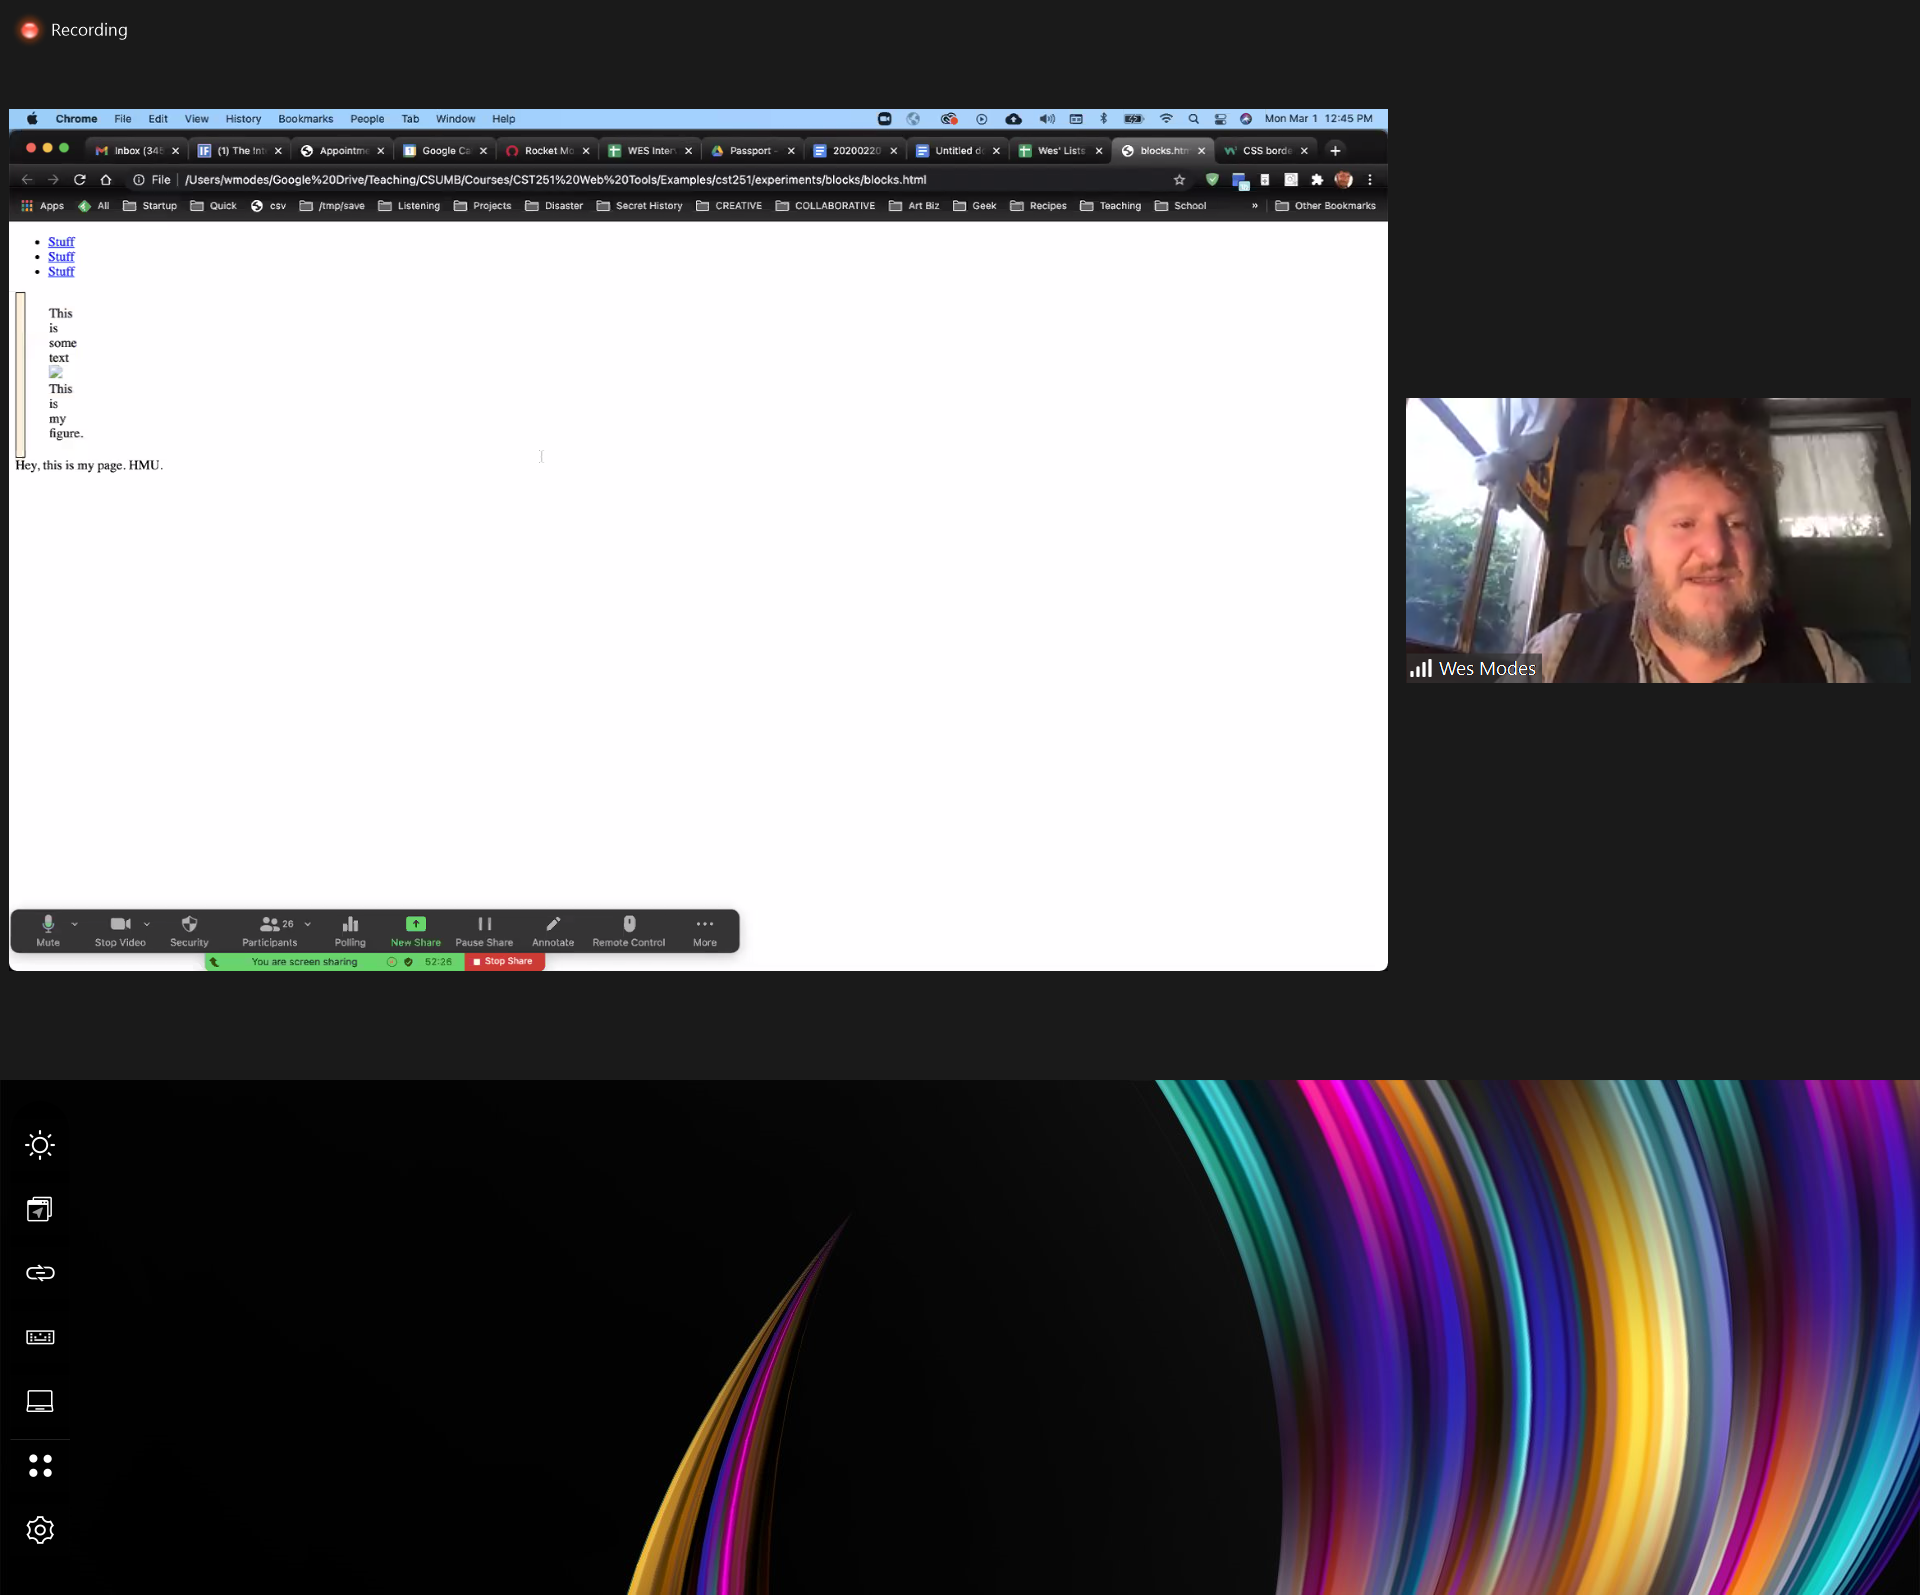 Recording
Chrome File Edit View History Bookmarks People Tab Window Help Mon Mar 1 12:45 PM
Inbox (345 (1) The Int Appointme Google Ca Rocket Mo WES Inter Passport - 20200220 Untitled d Wes' Lists blocks.htm CSS borde
File /Users/wmodes/Google%20Drive/Teaching/CSUMB/Courses/CST251%20Web%20Tools/Examples/cst251/experiments/blocks/blocks.html
Apps All Startup Quick csv /tmp/save Listening Projects Disaster Secret History CREATIVE COLLABORATIVE Art Biz Geek Recipes Teaching School » Other Bookmarks
Stuff
Stuff
Stuff
This
is
some
text
This
is
my
figure.
Hey, this is my page. HMU.
Wes Modes
26
Mute Stop Video Security Participants Polling New Share Pause Share Annotate Remote Control More
You are screen sharing 52:26 Stop Share